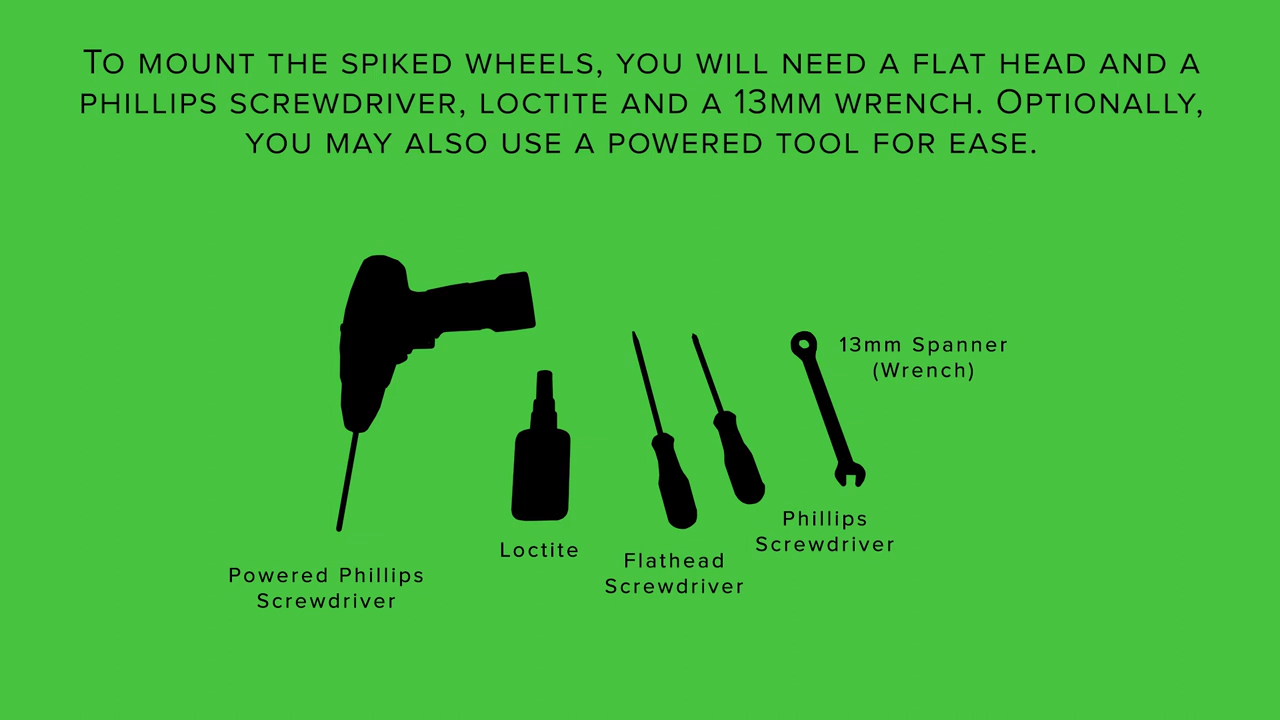 To mount the spiked wheels, you will need a flat head and a
phillips screwdriver, loctite and a 13mm wrench. Optionally,
you may also use a powered tool for ease.
13mm Spanner
(Wrench)
Phillips
Screwdriver
Loctite
Flathead
Screwdriver
Powered Phillips
Screwdriver